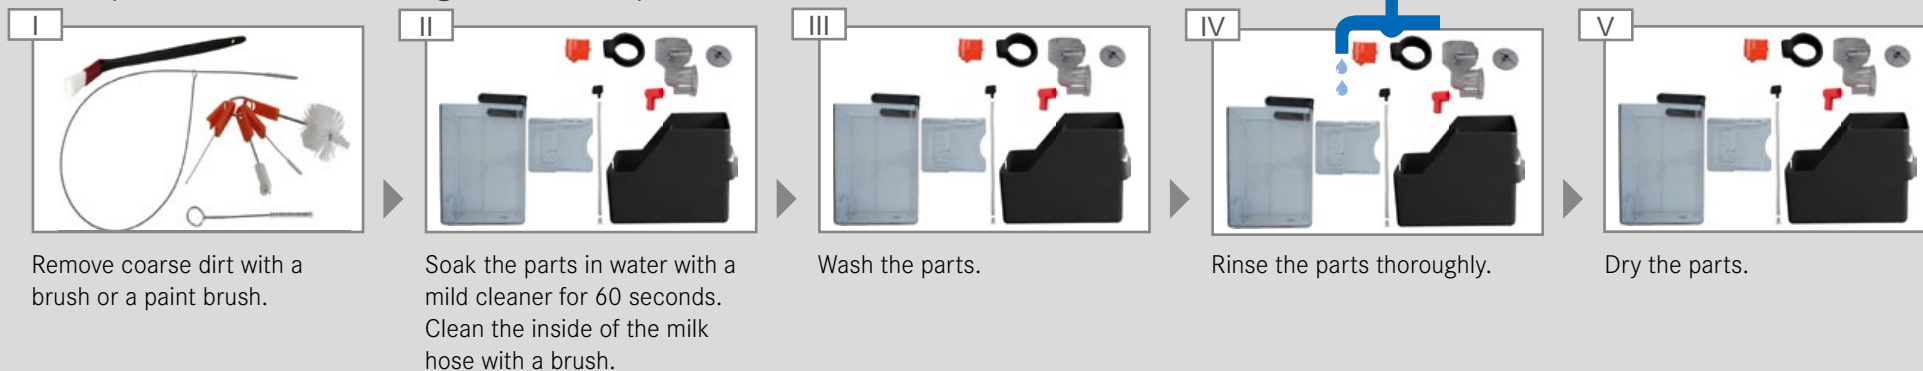 I
II
III
IV
V
Remove coarse dirt with a
brush or a paint brush.
Soak the parts in water with a
mild cleaner for 60 seconds.
Clean the inside of the milk
hose with a brush.
Wash the parts.
Rinse the parts thoroughly.
Dry the parts.